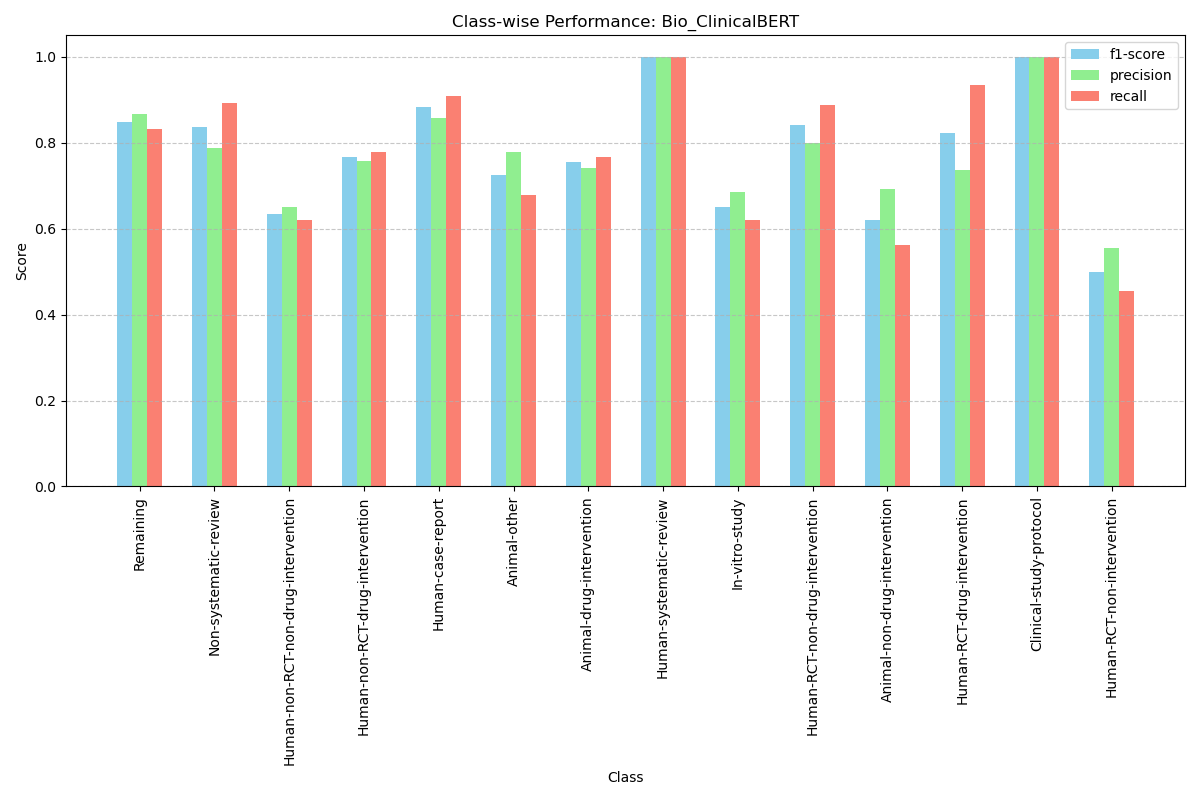 Class-wise Performance: Bio_ClinicalBERT
f1-score
precision
recall
Score
1.0
0.8
0.6
0.4
0.2
0.0
Remaining
Non-systematic-review
Human-non-RCT-non-drug-intervention
Human-non-RCT-drug-intervention
Human-case-report
Animal-other
Animal-drug-intervention
Human-systematic-review
In-vitro-study
Human-RCT-non-drug-intervention
Animal-non-drug-intervention
Human-RCT-drug-intervention
Clinical-study-protocol
Human-RCT-non-intervention
Class